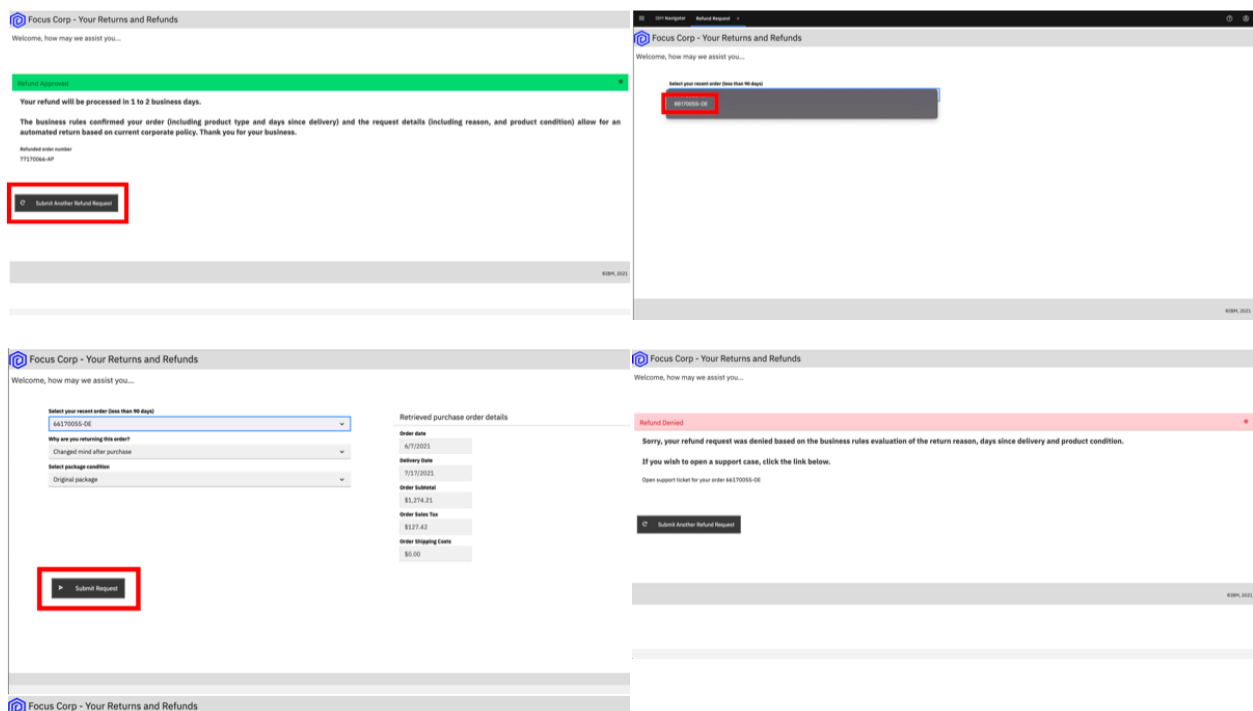 Focus Corp - Your Returns and Refunds
Welcome, how may we assist you...
Refund Approved
Your refund will be processed in 1 to 2 business days.
The business rules confirmed your order (including product type and days since delivery) and the request details (including reason, and product condition) allow for an
automated return based on current corporate policy. Thank you for your business.
Refunded order number
77170066-AP
Submit Another Refund Request
©IBM, 2021
IBM Navigator
Refund Request
Focus Corp - Your Returns and Refunds
Welcome, how may we assist you...
Select your recent order (less than 90 days)
66170055-DE
©IBM, 2021
Focus Corp - Your Returns and Refunds
Welcome, how may we assist you...
Select your recent order (less than 90 days)
66170055-DE
Why are you returning this order?
Changed mind after purchase
Select package condition
Original package
Retrieved purchase order details
Order date
6/7/2021
Delivery Date
7/17/2021
Order Subtotal
$1,274.21
Order Sales Tax
$127.42
Order Shipping Costs
$0.00
Submit Request
Focus Corp - Your Returns and Refunds
Welcome, how may we assist you...
Refund Denied
Sorry, your refund request was denied based on the business rules evaluation of the return reason, days since delivery and product condition.
If you wish to open a support case, click the link below.
Open support ticket for your order 66170055-DE
Submit Another Refund Request
©IBM, 2021
Focus Corp - Your Returns and Refunds